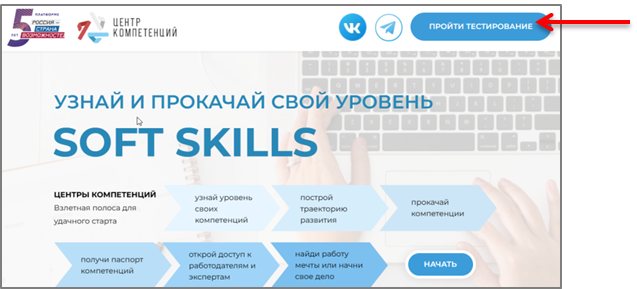 ПЛАТФОРМЕ
5
ЛЕТ
РОССИЯ –
СТРАНА
ВОЗМОЖНОСТЕЙ
ЦЕНТР
КОМПЕТЕНЦИЙ
ПРОЙТИ ТЕСТИРОВАНИЕ
УЗНАЙ И ПРОКАЧАЙ СВОЙ УРОВЕНЬ
SOFT SKILLS
ЦЕНТРЫ КОМПЕТЕНЦИЙ
Взлетная полоса для
удачного старта
узнай уровень
своих
компетенций
построй
траекторию
развития
прокачай
компетенции
получи паспорт
компетенций
открой доступ к
работодателям и
экспертам
найди работу
мечты или начни
свое дело
НАЧАТЬ